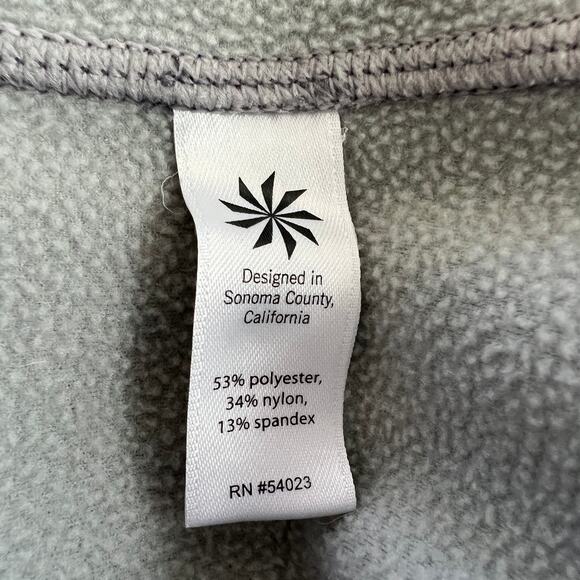 Designed in
Sonoma County,
California
53% polyester,
34% nylon,
13% spandex
RN #54023